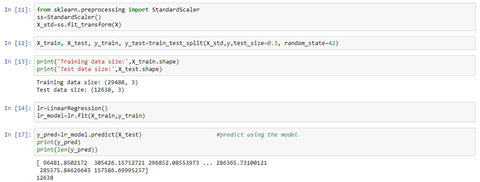 In [11]: from sklearn.preprocessing import StandardScaler
ss=StandardScaler()
X_std=ss.fit_transform(X)
In [12]: X_train, X_test, y_train, y_test=train_test_split(X_std,y,test_size=0.3, random_state=42)
In [13]: print('Training data size:',X_train.shape)
print('Test data size:',X_test.shape)
Training data size: (29488, 3)
Test data size: (12638, 3)
In [14]: lr=LinearRegression()
lr_model=lr.fit(X_train,y_train)
In [17]: y_pred=lr_model.predict(X_test) #predict using the model
print(y_pred)
print(len(y_pred))
[ 96481.8502172 305426.15752721 296852.08553973 ... 286365.73100121
285575.84626645 157586.69995237]
12638